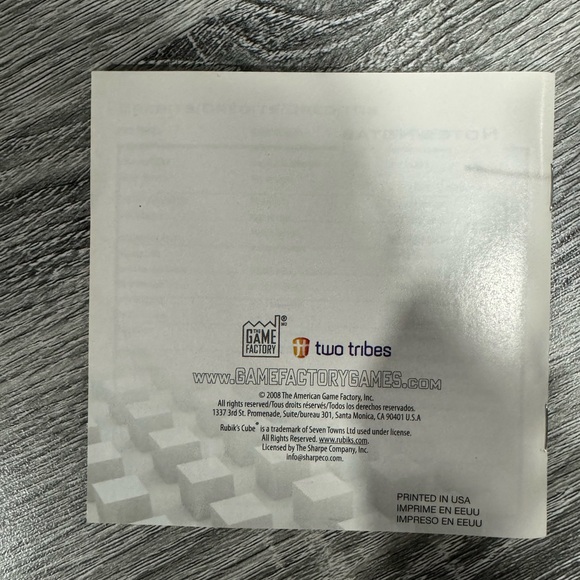 THE
GAME
FACTORY
®
two tribes
WWW.GAMEFACTORYGAMES.COM
© 2008 The American Game Factory, Inc.
All rights reserved/Tous droits réservés/Todos los derechos reservados.
1337 3rd St. Promenade, Suite/bureau 301, Santa Monica, CA 90401 U.S.A
Rubik's Cube® is a trademark of Seven Towns Ltd used under license.
All Rights Reserved. www.rubiks.com.
Licensed by The Sharpe Company, Inc.
info@sharpeco.com.
PRINTED IN USA
IMPRIME EN EEUU
IMPRESO EN EEUU